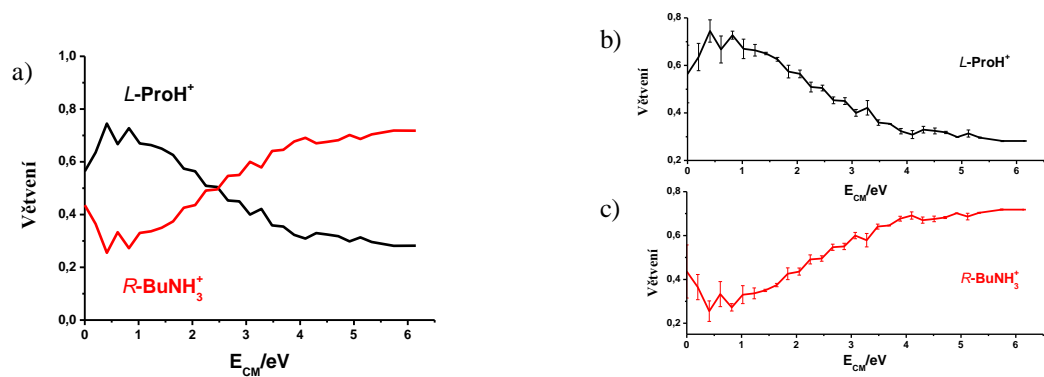 a)
Větvení
1,0
0,8
0,6
0,4
0,2
0,0
L-ProH⁺
R-BuNH₃⁺
0 1 2 3 4 5 6
E_CM/eV
b)
Větvení
0,8
0,6
0,4
0,2
L-ProH⁺
0 1 2 3 4 5 6
E_CM/eV
c)
Větvení
0,8
0,6
0,4
0,2
R-BuNH₃⁺
0 1 2 3 4 5 6
E_CM/eV